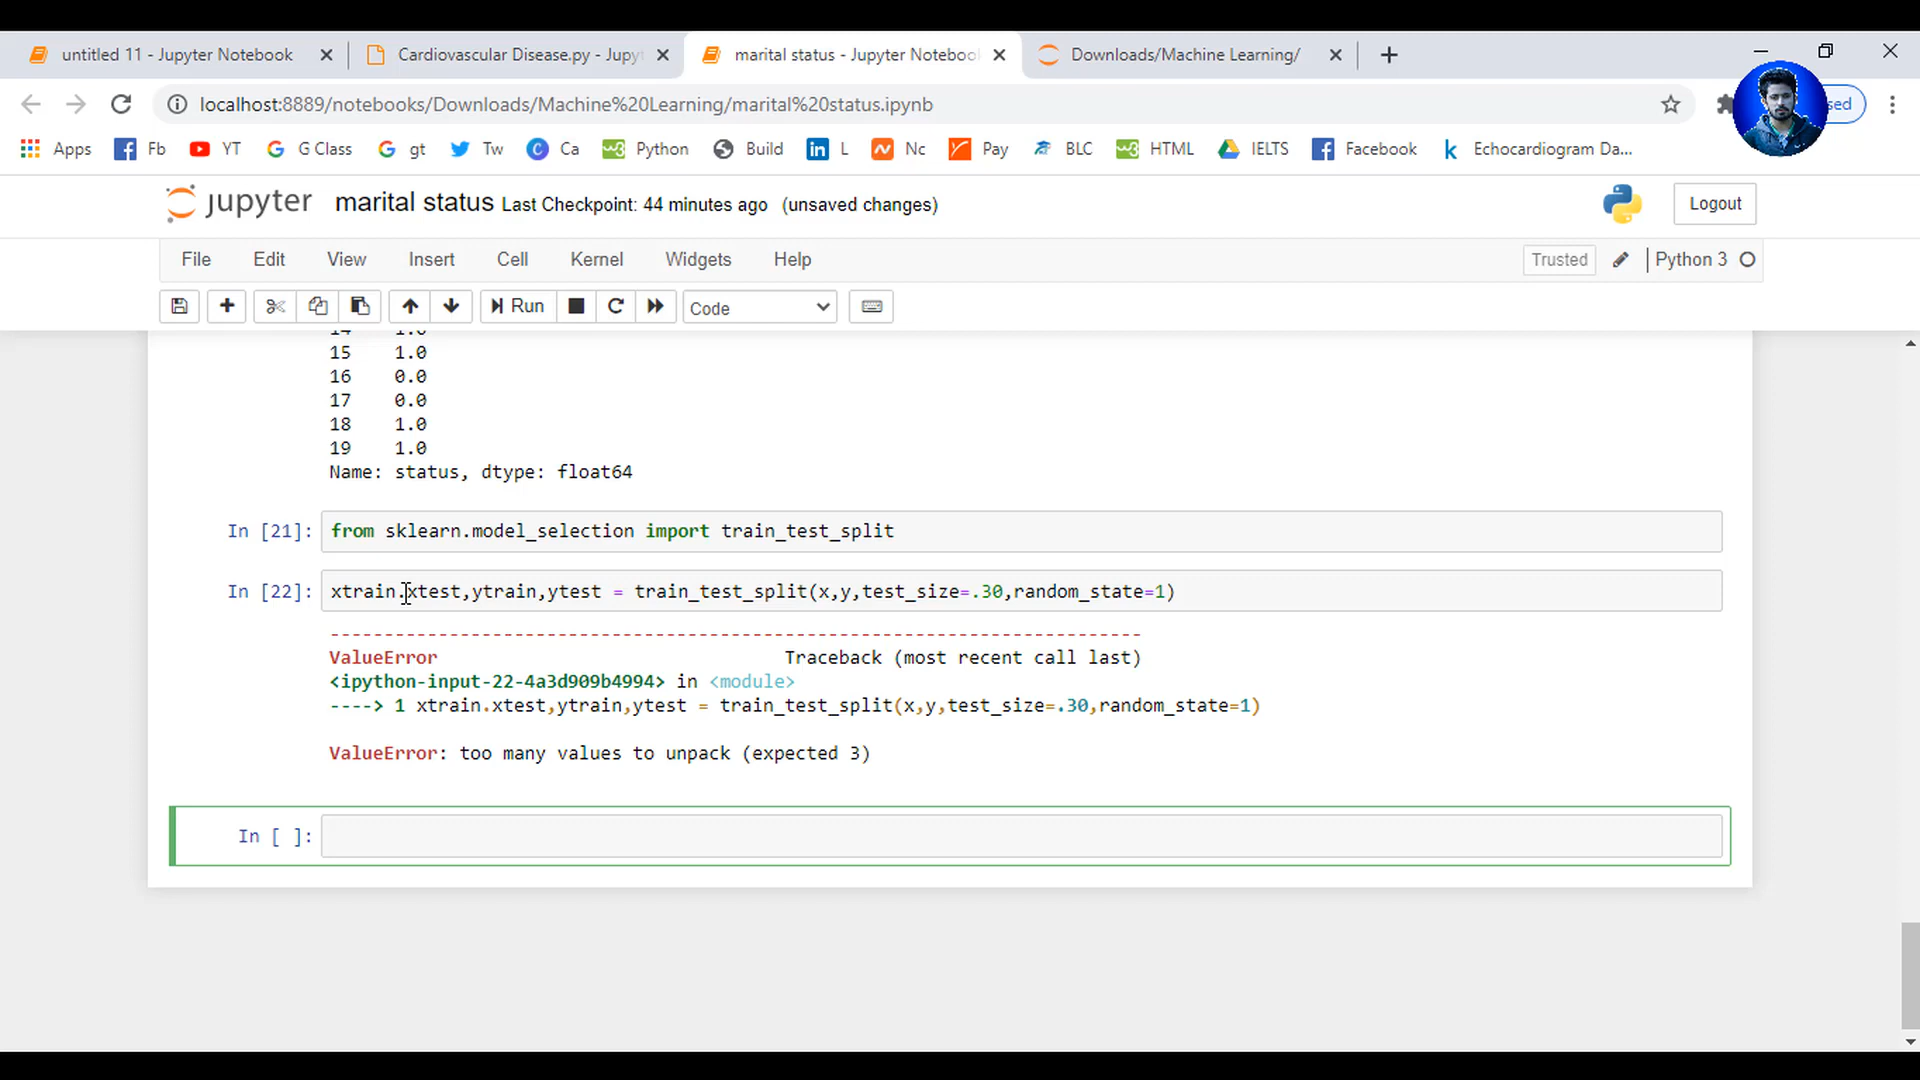 untitled 11 - Jupyter Notebook
Cardiovascular Disease.py - Jupyt
marital status - Jupyter Notebook
Downloads/Machine Learning/
localhost:8889/notebooks/Downloads/Machine%20Learning/marital%20status.ipynb
sed
Apps Fb YT G Class gt Tw Ca Python Build L Nc Pay BLC HTML IELTS Facebook Echocardiogram Da...
jupyter marital status Last Checkpoint: 44 minutes ago (unsaved changes)
Logout
File Edit View Insert Cell Kernel Widgets Help
Trusted Python 3
Run Code
14 1.0
15 1.0
16 0.0
17 0.0
18 1.0
19 1.0
Name: status, dtype: float64
In [21]: from sklearn.model_selection import train_test_split
In [22]: xtrain.xtest,ytrain,ytest = train_test_split(x,y,test_size=.30,random_state=1)
---------------------------------------------------------------------------
ValueError Traceback (most recent call last)
<ipython-input-22-4a3d909b4994> in <module>
----> 1 xtrain.xtest,ytrain,ytest = train_test_split(x,y,test_size=.30,random_state=1)
ValueError: too many values to unpack (expected 3)
In [ ]: